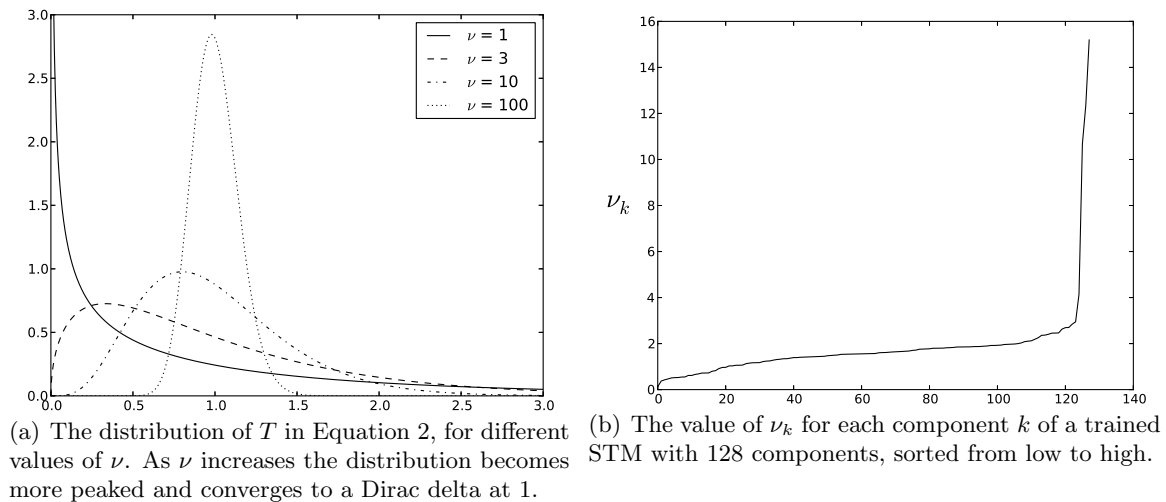 3.0
2.5
2.0
1.5
1.0
0.5
0.0
0.0 0.5 1.0 1.5 2.0 2.5 3.0
ν = 1
ν = 3
ν = 10
ν = 100
(a) The distribution of T in Equation 2, for different
values of ν. As ν increases the distribution becomes
more peaked and converges to a Dirac delta at 1.
16
14
12
10
8
6
4
2
0
ν_k
0 20 40 60 80 100 120 140
(b) The value of ν_k for each component k of a trained
STM with 128 components, sorted from low to high.